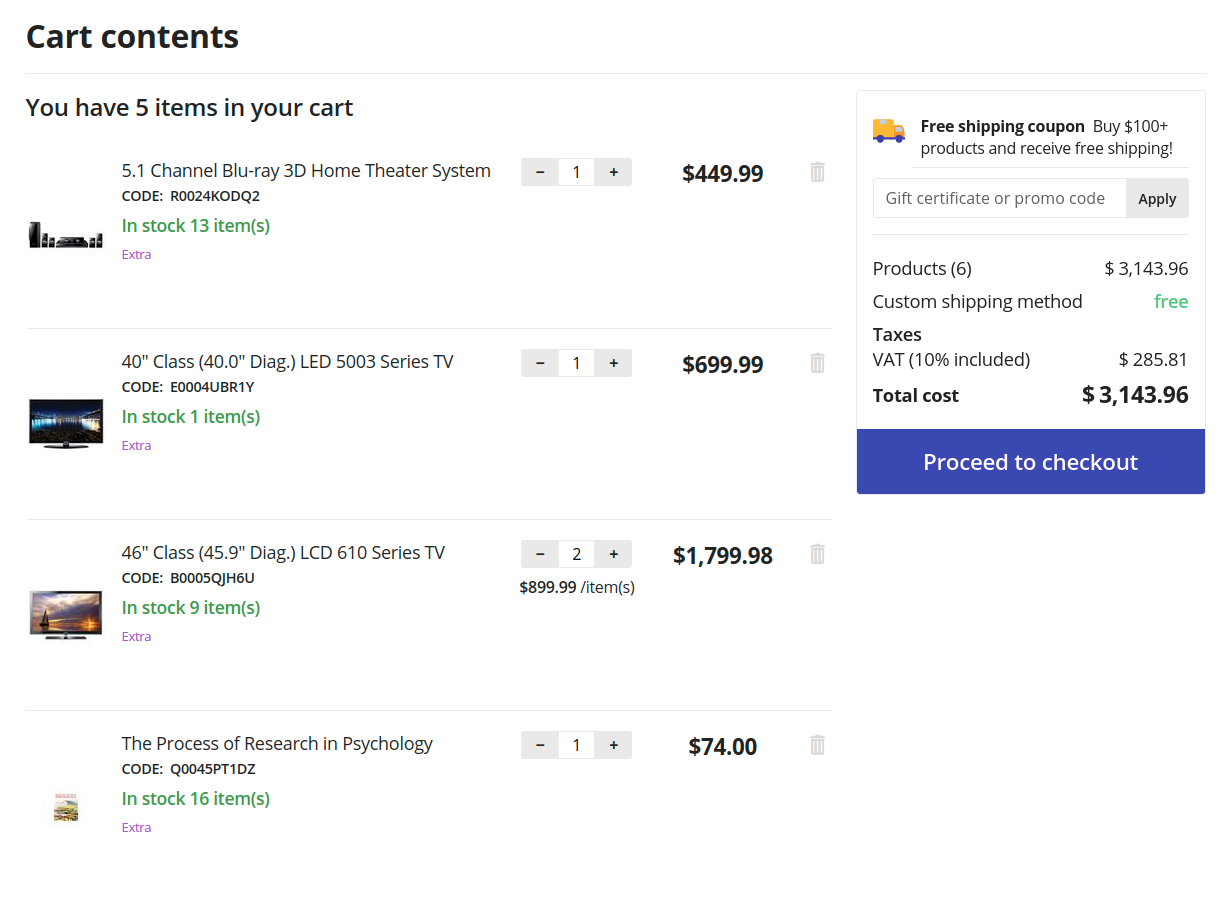 Cart contents
You have 5 items in your cart
5.1 Channel Blu-ray 3D Home Theater System
CODE: R0024KODQ2
In stock 13 item(s)
Extra
− 1 +
$449.99
40" Class (40.0" Diag.) LED 5003 Series TV
CODE: E0004UBR1Y
In stock 1 item(s)
Extra
− 1 +
$699.99
46" Class (45.9" Diag.) LCD 610 Series TV
CODE: B0005QJH6U
In stock 9 item(s)
Extra
− 2 +
$899.99 /item(s)
$1,799.98
The Process of Research in Psychology
CODE: Q0045PT1DZ
In stock 16 item(s)
Extra
− 1 +
$74.00
Free shipping coupon Buy $100+
products and receive free shipping!
Gift certificate or promo code Apply
Products (6) $ 3,143.96
Custom shipping method free
Taxes
VAT (10% included) $ 285.81
Total cost $ 3,143.96
Proceed to checkout